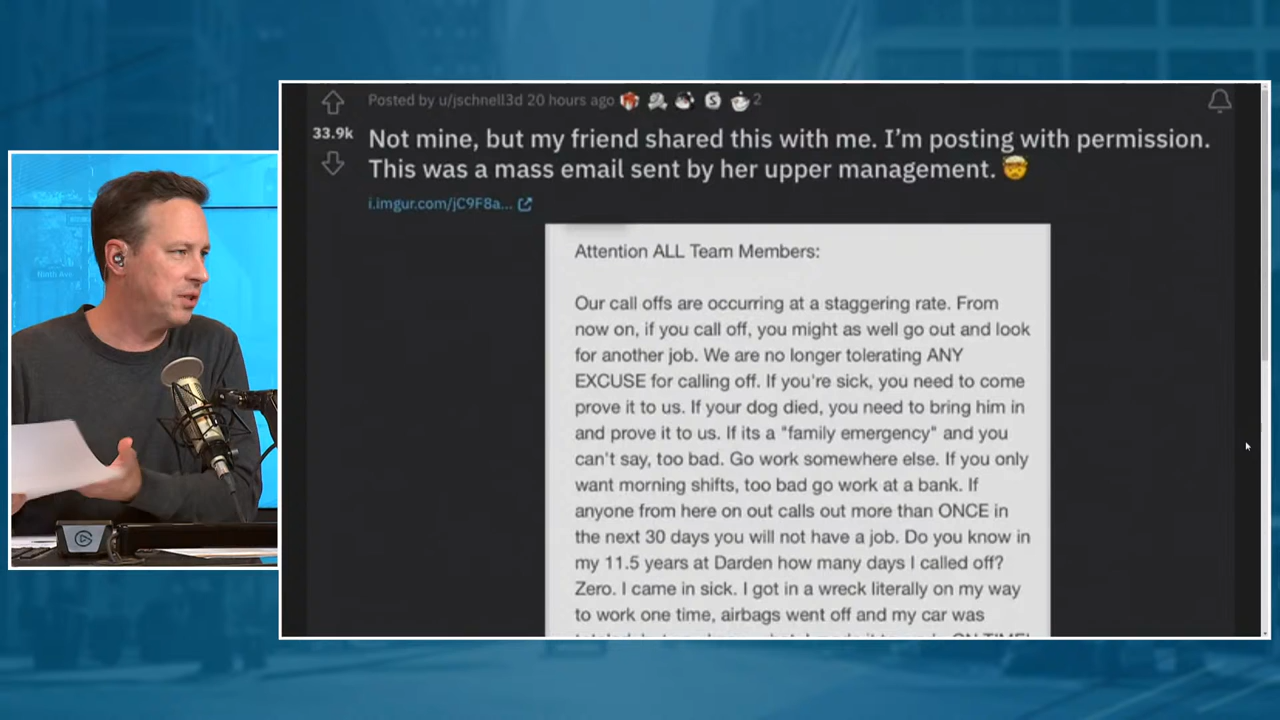 Posted by u/jschnell3d 20 hours ago 2
33.9k
Not mine, but my friend shared this with me. I'm posting with permission.
This was a mass email sent by her upper management. 🤯
i.imgur.com/jC9F8a...
Attention ALL Team Members:
Our call offs are occurring at a staggering rate. From
now on, if you call off, you might as well go out and look
for another job. We are no longer tolerating ANY
EXCUSE for calling off. If you're sick, you need to come
prove it to us. If your dog died, you need to bring him in
and prove it to us. If its a "family emergency" and you
can't say, too bad. Go work somewhere else. If you only
want morning shifts, too bad go work at a bank. If
anyone from here on out calls out more than ONCE in
the next 30 days you will not have a job. Do you know in
my 11.5 years at Darden how many days I called off?
Zero. I came in sick. I got in a wreck literally on my way
to work one time, airbags went off and my car was
ON TIME!
Ninth Ave